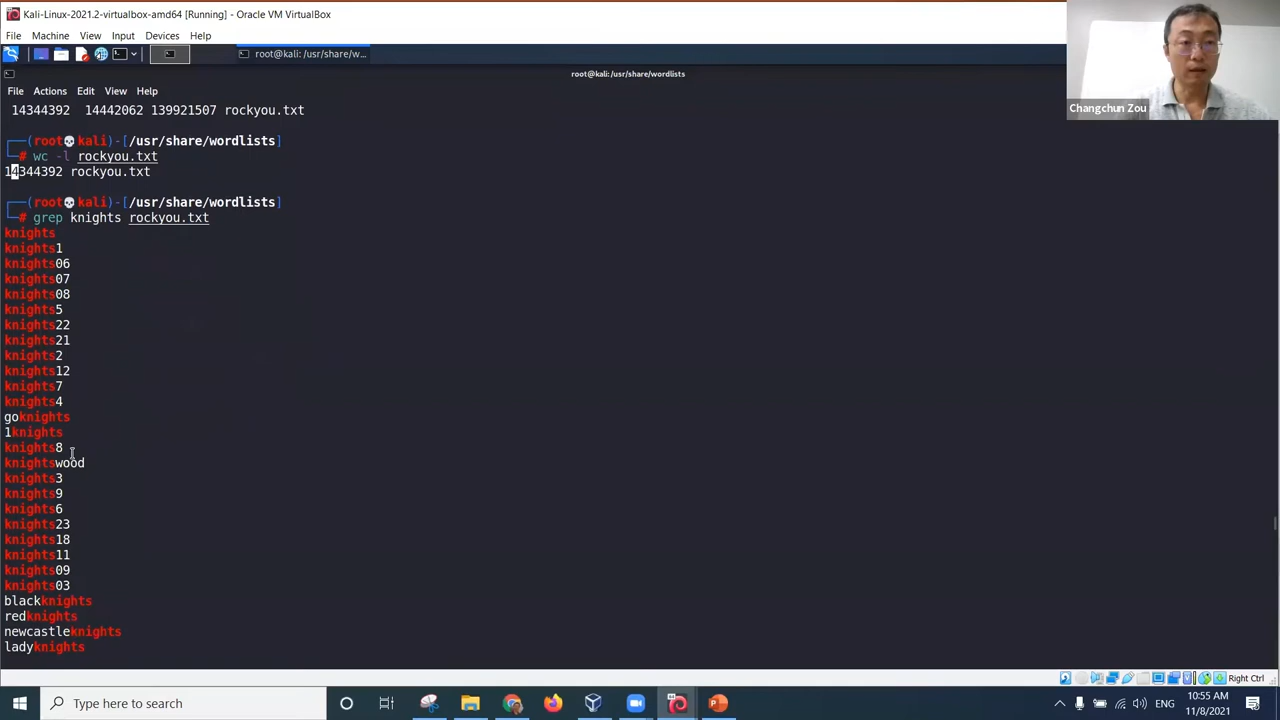 Kali-Linux-2021.2-virtualbox-amd64 [Running] - Oracle VM VirtualBox
File Machine View Input Devices Help
root@kali: /usr/share/w...
root@kali: /usr/share/wordlists
Changchun Zou
File Actions Edit View Help
14344392 14442062 139921507 rockyou.txt
┌──(root💀kali)-[/usr/share/wordlists]
└─# wc -l rockyou.txt
14344392 rockyou.txt
┌──(root💀kali)-[/usr/share/wordlists]
└─# grep knights rockyou.txt
knights
knights1
knights06
knights07
knights08
knights5
knights22
knights21
knights2
knights12
knights7
knights4
goknights
1knights
knights8
knightswood
knights3
knights9
knights6
knights23
knights18
knights11
knights09
knights03
blackknights
redknights
newcastleknights
ladyknights
Right Ctrl
Type here to search
ENG
10:55 AM
11/8/2021